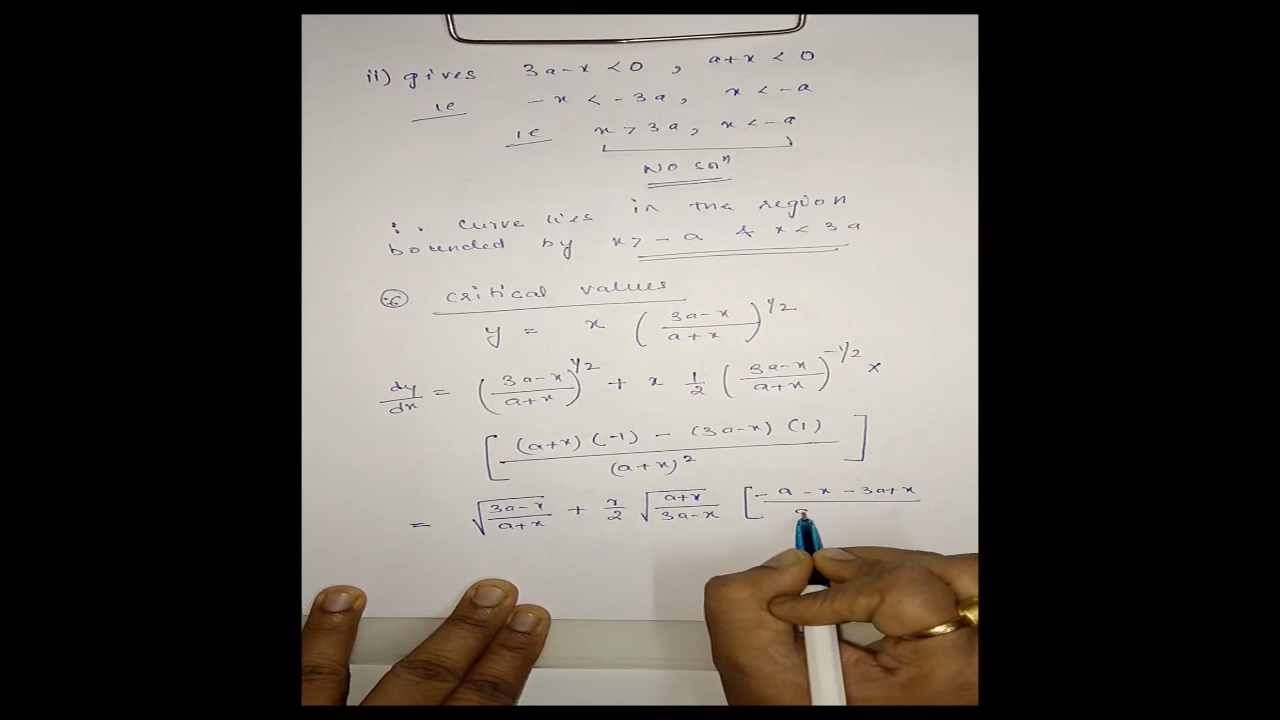 ii) gives 3a-x < 0 , a+x < 0
ie -x < -3a, x < -a
ie x > 3a, x < -a
NO solⁿ
∴ curve lies in the region
bounded by x > -a & x < 3a
critical values
y = x ( (3a-x)/(a+x) )^1/2
dy/dx = ( (3a-x)/(a+x) )^1/2 + x 1/2 ( (3a-x)/(a+x) )^-1/2 ×
[ ((a+x)(-1) - (3a-x)(1))/(a+x)² ]
= √((3a-x)/(a+x)) + x/2 √((a+x)/(3a-x)) [ -a-x-3a+x